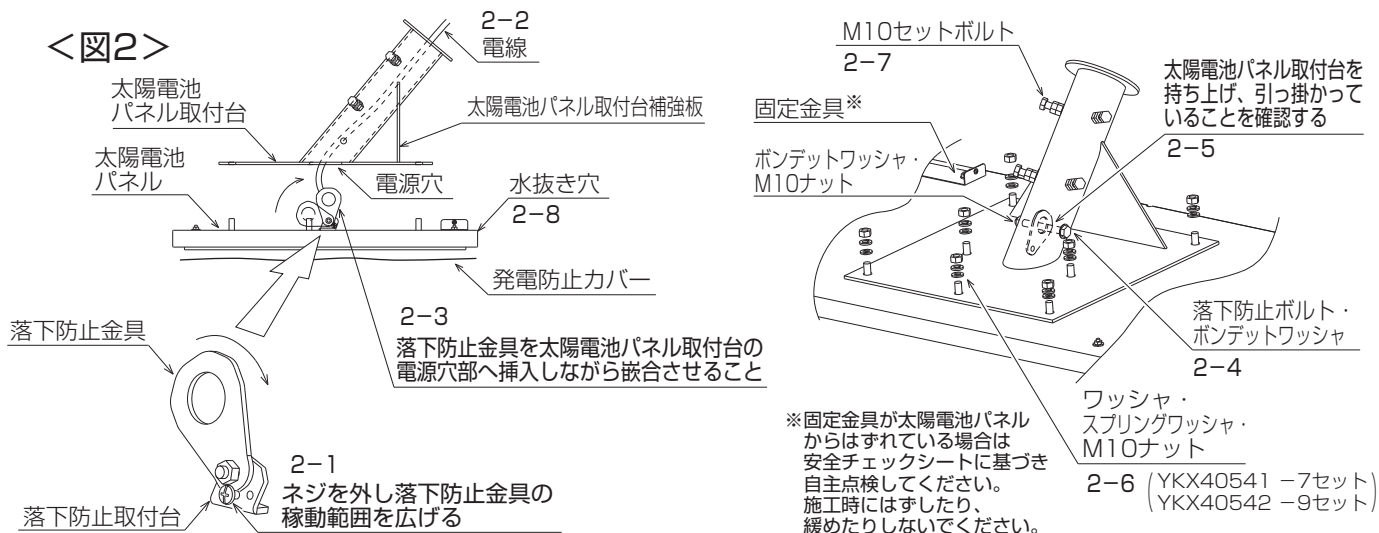 <図2>
2-2
電線
太陽電池
パネル取付台
太陽電池パネル取付台補強板
太陽電池
パネル
電源穴
水抜き穴
2-8
発電防止カバー
2-3
落下防止金具を太陽電池パネル取付台の
電源穴部へ挿入しながら嵌合させること
落下防止金具
2-1
ネジを外し落下防止金具の
稼動範囲を広げる
落下防止取付台
M10セットボルト
2-7
太陽電池パネル取付台を
持ち上げ、引っ掛かって
いることを確認する
2-5
固定金具※
ボンデットワッシャ・
M10ナット
落下防止ボルト・
ボンデットワッシャ
2-4
ワッシャ・
スプリングワッシャ・
M10ナット
2-6 (YKX40541 -7セット)
(YKX40542 -9セット)
※固定金具が太陽電池パネル
からはずれている場合は
安全チェックシートに基づき
自主点検してください。
施工時にはずしたり、
緩めたりしないでください。